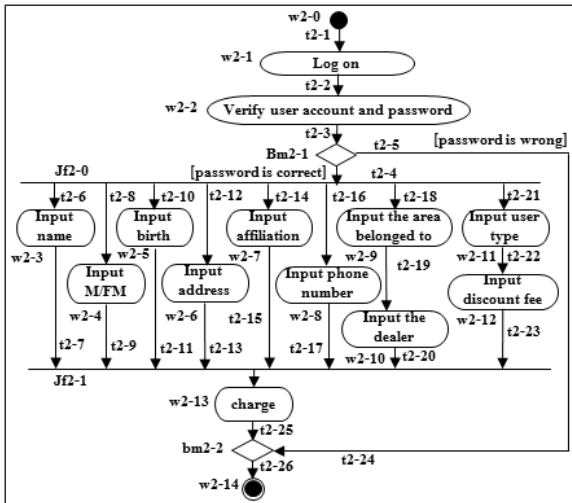 w2-0
t2-1
w2-1
Log on
t2-2
w2-2
Verify user account and password
t2-3
t2-5
[password is wrong]
Bm2-1
Jf2-0
[password is correct]
t2-4
t2-6
t2-8
t2-10
t2-12
t2-14
t2-16
t2-18
t2-21
Input
name
Input
birth
Input
affiliation
Input the area
belonged to
Input user
type
w2-3
w2-5
w2-7
w2-9
w2-11
t2-22
t2-19
Input
M/FM
Input
address
Input phone
number
Input
discount fee
w2-4
w2-6
w2-8
w2-12
Input the
dealer
t2-15
t2-23
t2-7
t2-9
t2-11
t2-13
t2-17
w2-10
t2-20
Jf2-1
w2-13
charge
t2-25
bm2-2
t2-24
t2-26
w2-14